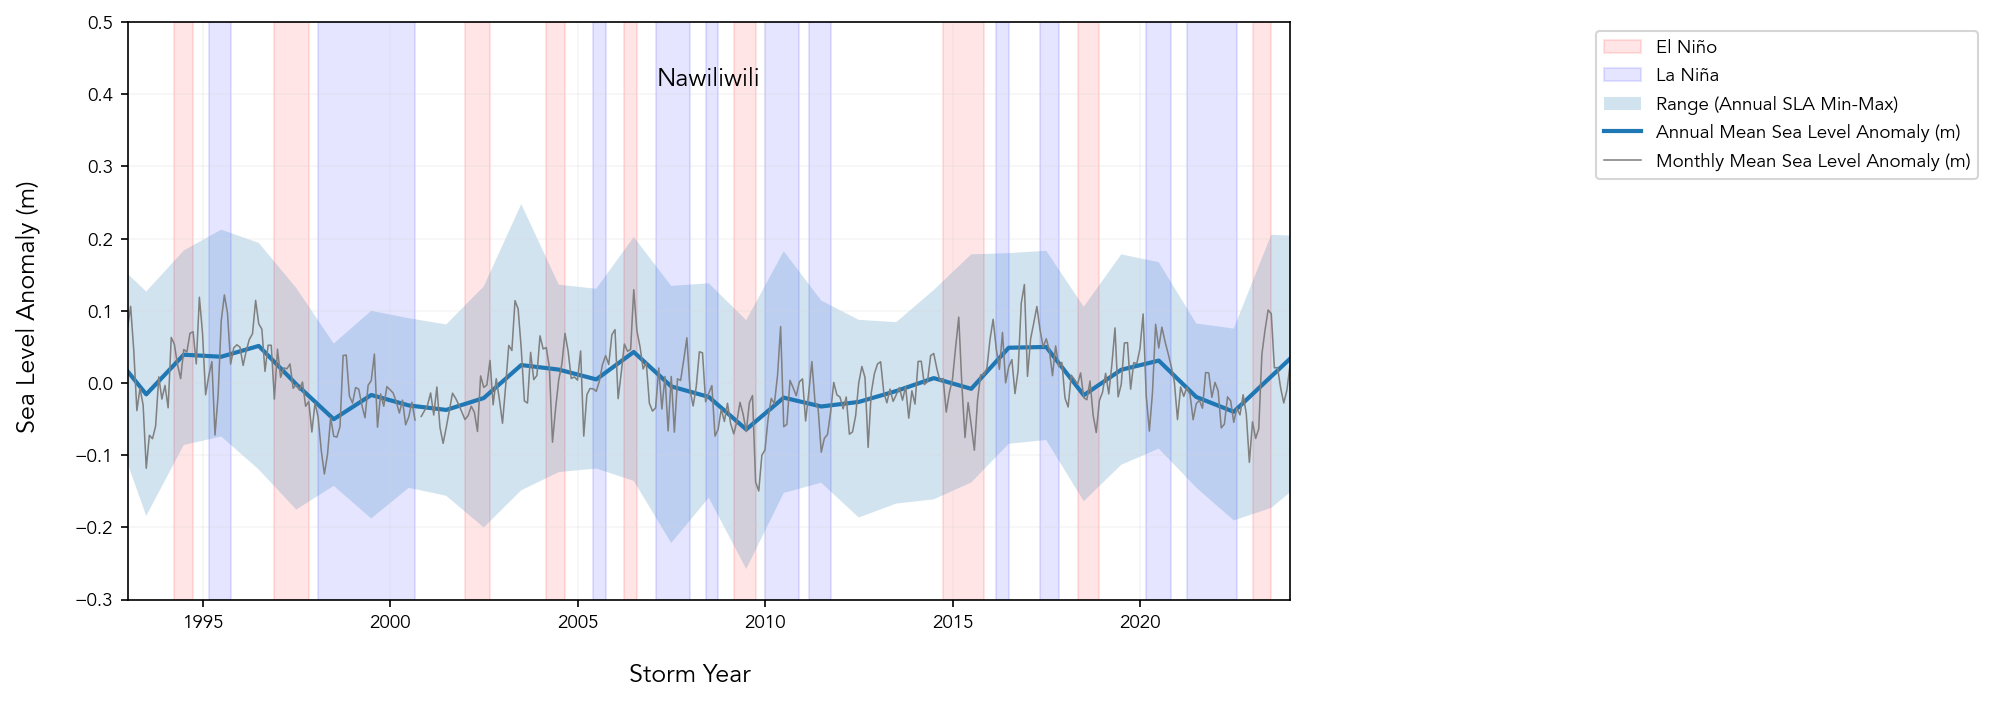 0.5
0.4
0.3
0.2
0.1
0.0
−0.1
−0.2
−0.3
Sea Level Anomaly (m)
Nawiliwili
1995 2000 2005 2010 2015 2020
Storm Year
El Niño
La Niña
Range (Annual SLA Min-Max)
Annual Mean Sea Level Anomaly (m)
Monthly Mean Sea Level Anomaly (m)